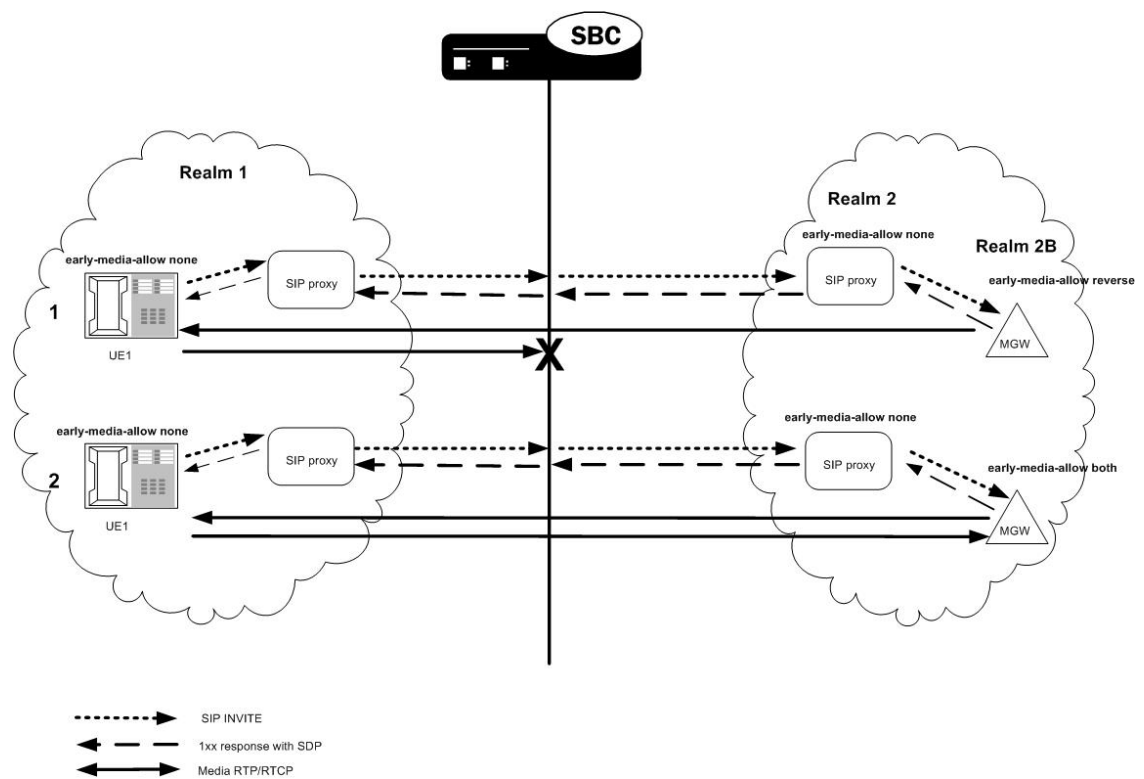 SBC
Realm 1
Realm 2
early-media-allow none
Realm 2B
early-media-allow none
early-media-allow reverse
SIP proxy
SIP proxy
1
MGW
UE1
X
early-media-allow none
early-media-allow none
SIP proxy
SIP proxy
early-media-allow both
2
MGW
UE1
SIP INVITE
1xx response with SDP
Media RTP/RTCP